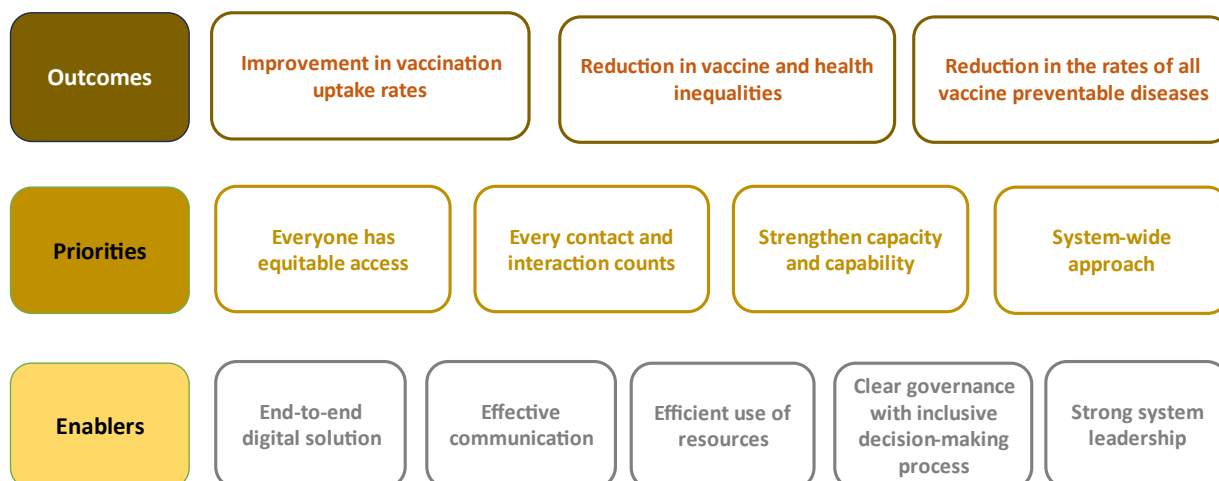 Outcomes
Improvement in vaccination
uptake rates
Reduction in vaccine and health
inequalities
Reduction in the rates of all
vaccine preventable diseases
Priorities
Everyone has
equitable access
Every contact and
interaction counts
Strengthen capacity
and capability
System-wide
approach
Enablers
End-to-end
digital solution
Effective
communication
Efficient use of
resources
Clear governance
with inclusive
decision-making
process
Strong system
leadership